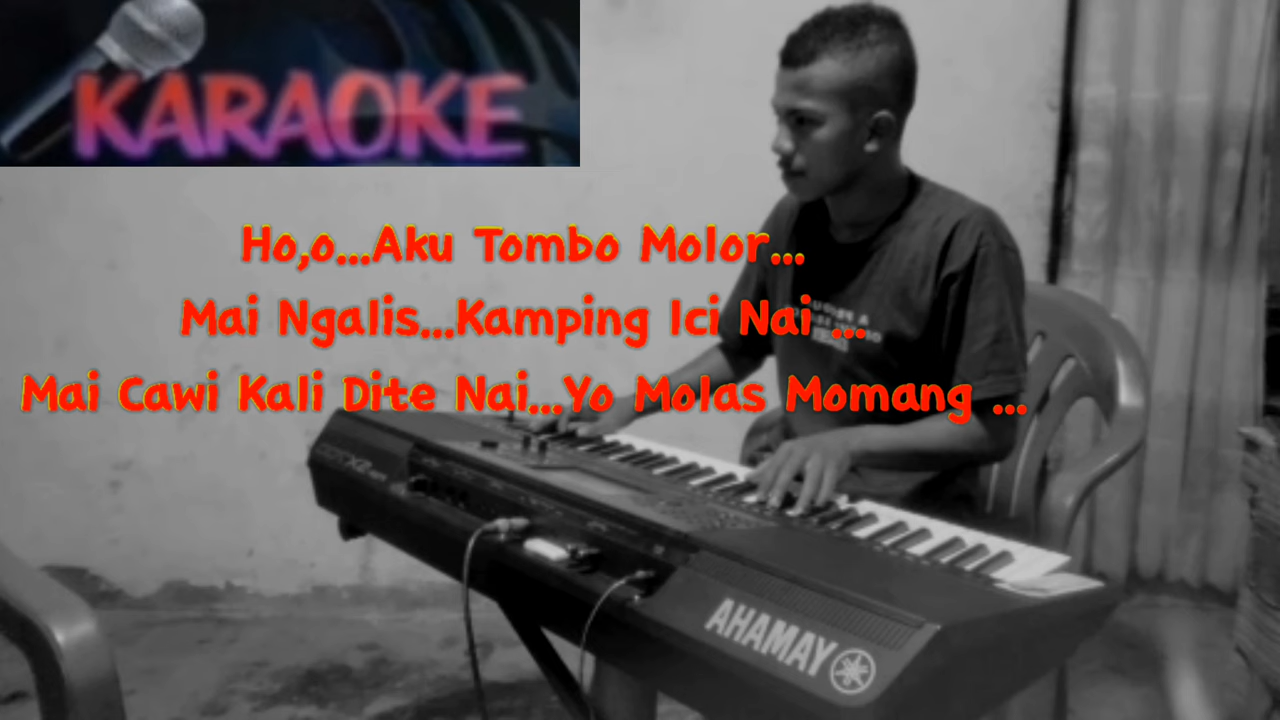 KARAOKE
Ho,o...Aku Tombo Molor...
Mai Ngalis...Kamping Ici Nai ...
Mai Cawi Kali Dite Nai...Yo Molas Momang ...
AHAMAY